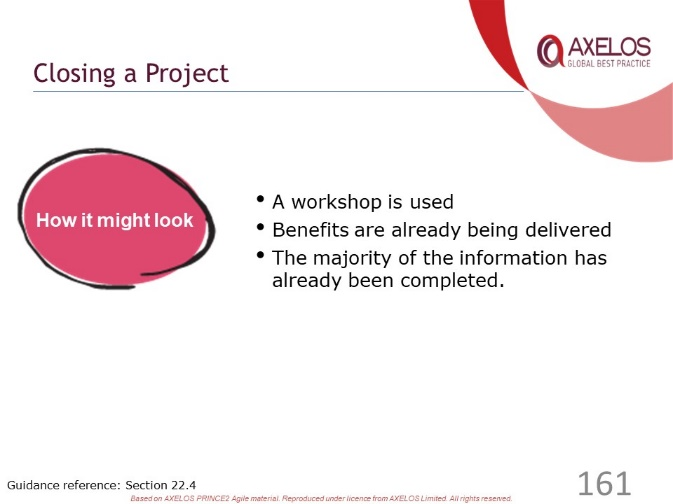 AXELOS
GLOBAL BEST PRACTICE
Closing a Project
How it might look
• A workshop is used
• Benefits are already being delivered
• The majority of the information has
already been completed.
Guidance reference: Section 22.4
161
Based on AXELOS PRINCE2 Agile material. Reproduced under licence from AXELOS Limited. All rights reserved.